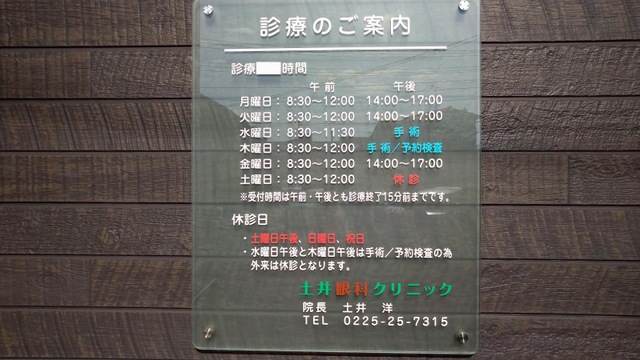 診療のご案内
診療 時間
午前 午後
月曜日：8:30～12:00 14:00～17:00
火曜日：8:30～12:00 14:00～17:00
水曜日：8:30～11:30 手術
木曜日：8:30～12:00 手術／予約検査
金曜日：8:30～12:00 14:00～17:00
土曜日：8:30～12:00 休診
※受付時間は午前・午後とも診療終了15分前までです。
休診日
・土曜日午後、日曜日、祝日
・水曜日午後と木曜日午後は手術／予約検査の為
外来は休診となります。
土井眼科クリニック
院長 土井 洋
TEL 0225-25-7315